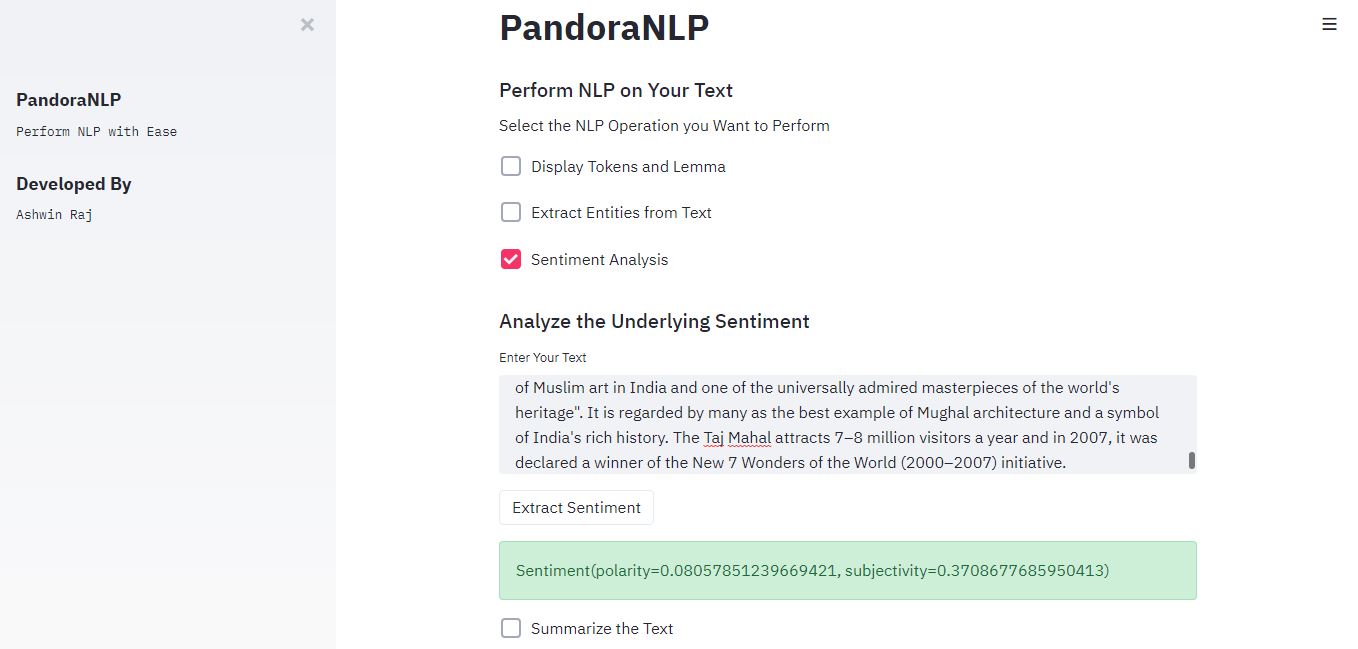 PandoraNLP
Perform NLP with Ease
Developed By
Ashwin Raj
PandoraNLP
Perform NLP on Your Text
Select the NLP Operation you Want to Perform
Display Tokens and Lemma
Extract Entities from Text
Sentiment Analysis
Analyze the Underlying Sentiment
Enter Your Text
of Muslim art in India and one of the universally admired masterpieces of the world's
heritage". It is regarded by many as the best example of Mughal architecture and a symbol
of India's rich history. The Taj Mahal attracts 7–8 million visitors a year and in 2007, it was
declared a winner of the New 7 Wonders of the World (2000–2007) initiative.
Extract Sentiment
Sentiment(polarity=0.08057851239669421, subjectivity=0.3708677685950413)
Summarize the Text